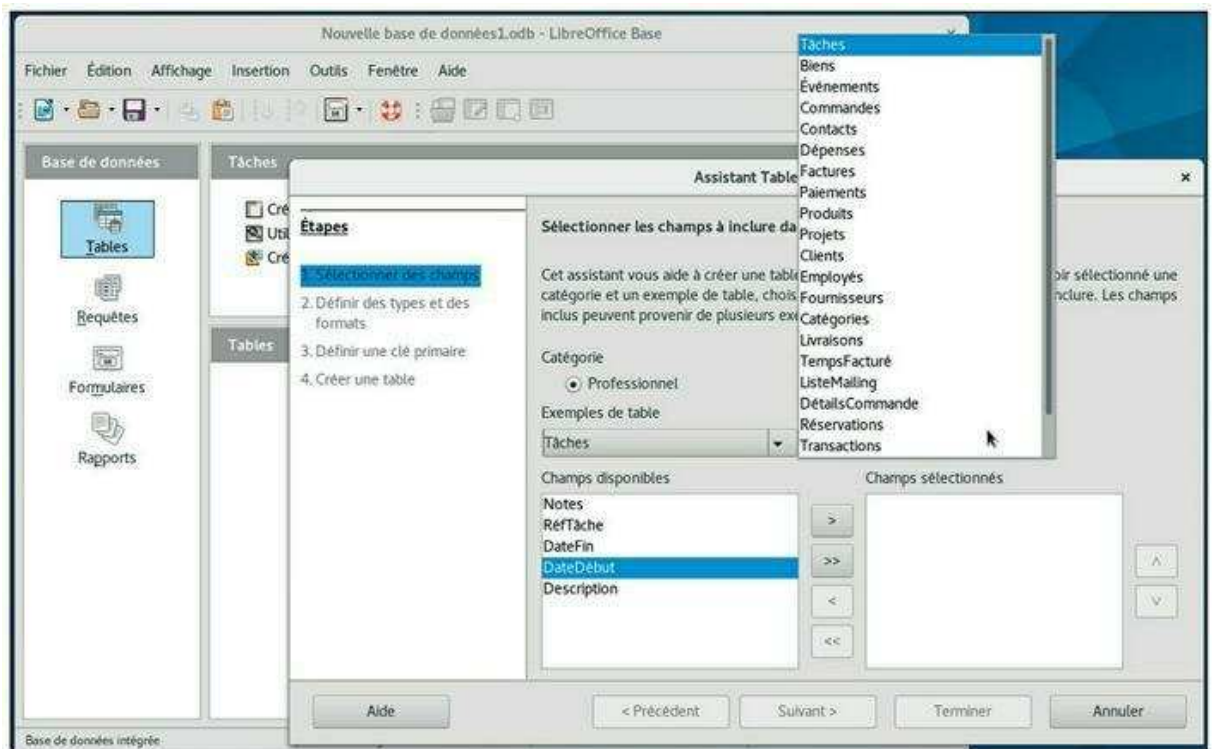 Nouvelle base de données1.odb - LibreOffice Base
Fichier Édition Affichage Insertion Outils Fenêtre Aide
Base de données
Tables
Requêtes
Formulaires
Rapports
Tâches
Cré
Util
Cré
Tables
Assistant Table
Étapes
1. Sélectionner des champs
2. Définir des types et des
formats
3. Définir une clé primaire
4. Créer une table
Sélectionner les champs à inclure da
Cet assistant vous aide à créer une table oir sélectionné une
catégorie et un exemple de table, chois nclure. Les champs
inclus peuvent provenir de plusieurs exe
Catégorie
Professionnel
Exemples de table
Tâches
Tâches
Biens
Événements
Commandes
Contacts
Dépenses
Factures
Paiements
Produits
Projets
Clients
Employés
Fournisseurs
Catégories
Livraisons
TempsFacturé
ListeMailing
DétailsCommande
Réservations
Transactions
Champs disponibles
Notes
RéfTâche
DateFin
DateDébut
Description
>
>>
<
<<
Champs sélectionnés
Aide
< Précédent
Suivant >
Terminer
Annuler
Base de données intégrée